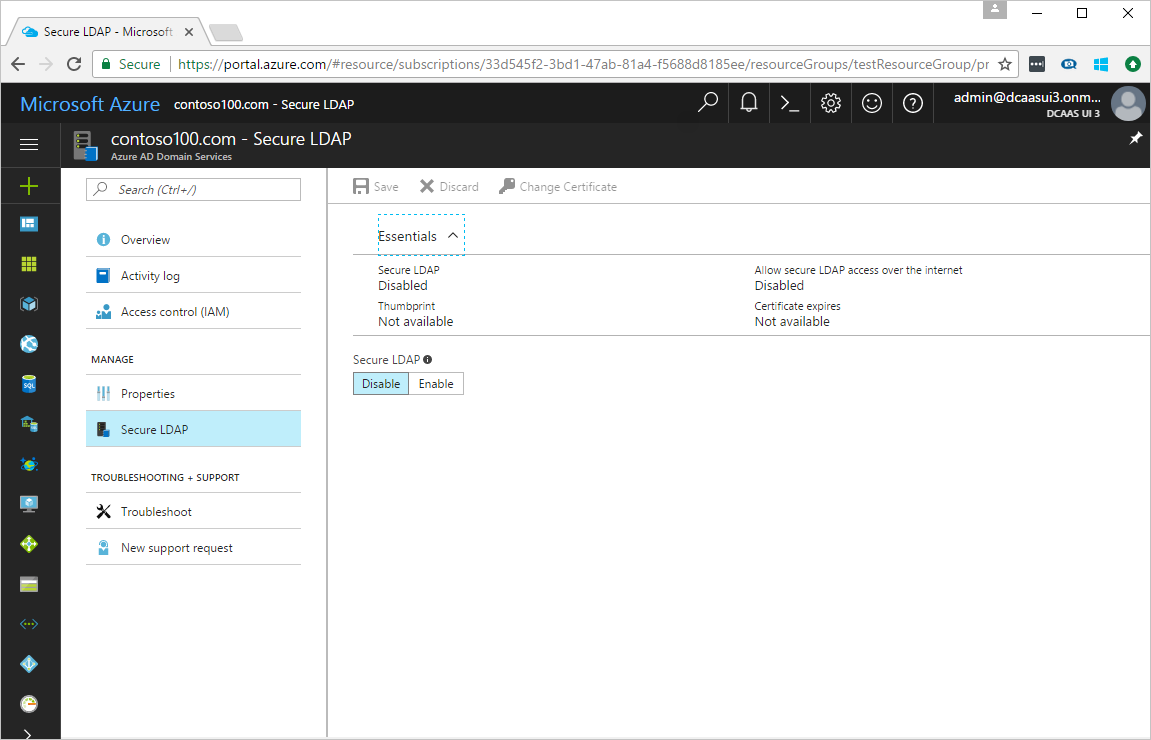 Secure LDAP - Microsoft
Secure https://portal.azure.com/#resource/subscriptions/33d545f2-3bd1-47ab-81a4-f5688d8185ee/resourceGroups/testResourceGroup/pr
Microsoft Azure contoso100.com - Secure LDAP
admin@dcaasui3.onm...
DCAAS UI 3
contoso100.com - Secure LDAP
Azure AD Domain Services
Search (Ctrl+/)
Overview
Activity log
Access control (IAM)
MANAGE
Properties
Secure LDAP
TROUBLESHOOTING + SUPPORT
Troubleshoot
New support request
Save Discard Change Certificate
Essentials
Secure LDAP
Disabled
Thumbprint
Not available
Allow secure LDAP access over the internet
Disabled
Certificate expires
Not available
Secure LDAP
Disable Enable
SQL